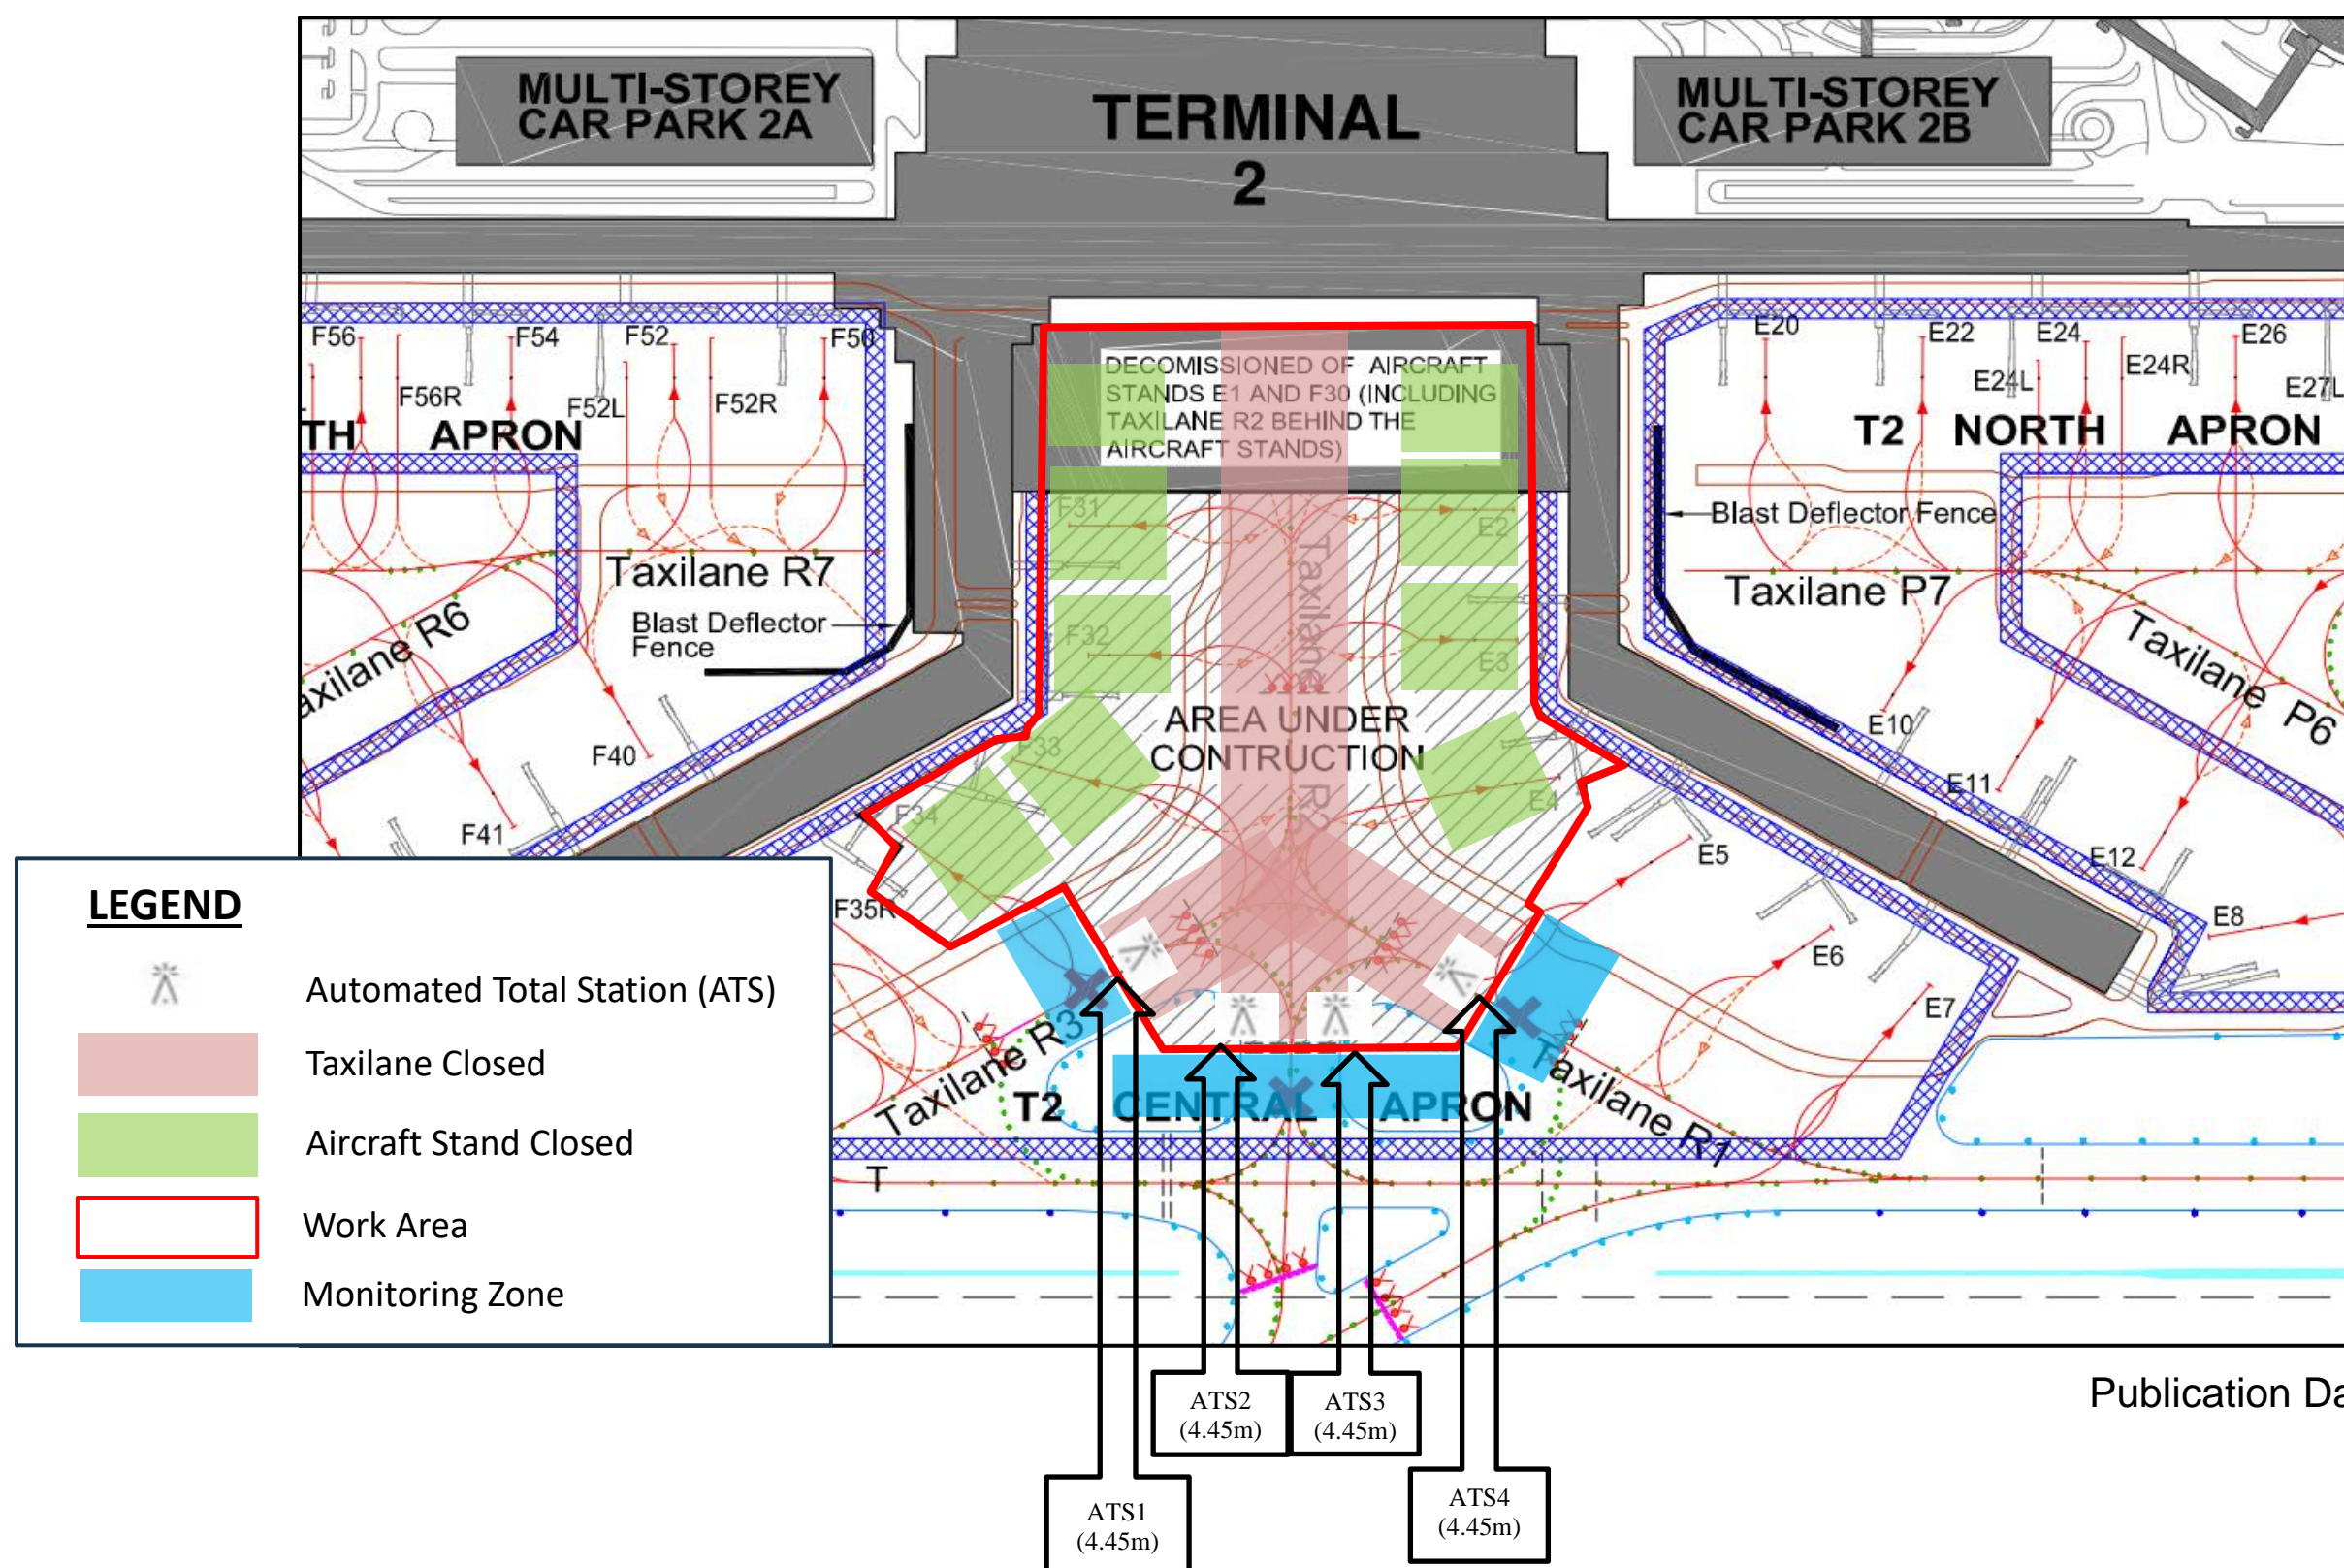 MULTI-STOREY
CAR PARK 2A
TERMINAL
2
MULTI-STOREY
CAR PARK 2B
F56
F54
F52
F50
F56R
F52L
F52R
TH APRON
DECOMISSIONED OF AIRCRAFT
STANDS E1 AND F30 (INCLUDING
TAXILANE R2 BEHIND THE
AIRCRAFT STANDS)
E20
E22
E24
E26
E24L
E24R
E27L
T2 NORTH APRON
F31
E2
Blast Deflector Fence
Taxilane R7
Taxilane P7
Blast Deflector
Fence
axilane R6
F32
E3
Taxilane R2
Taxilane P6
AREA UNDER
CONTRUCTION
F33
F40
E10
E11
E4
F34
F41
E5
E12
F35R
E8
E6
E7
Taxilane R3
Taxilane R1
T2 CENTRAL APRON
T
LEGEND
Automated Total Station (ATS)
Taxilane Closed
Aircraft Stand Closed
Work Area
Monitoring Zone
ATS2
(4.45m)
ATS3
(4.45m)
ATS1
(4.45m)
ATS4
(4.45m)
Publication Da